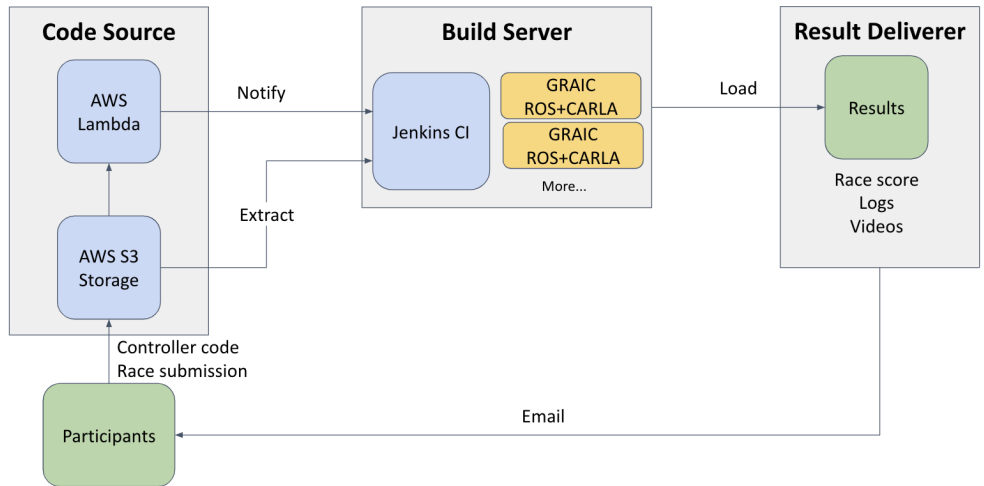 Code Source
AWS
Lambda
AWS S3
Storage
Controller code
Race submission
Participants
Notify
Extract
Build Server
Jenkins CI
GRAIC
ROS+CARLA
GRAIC
ROS+CARLA
More...
Load
Result Deliverer
Results
Race score
Logs
Videos
Email